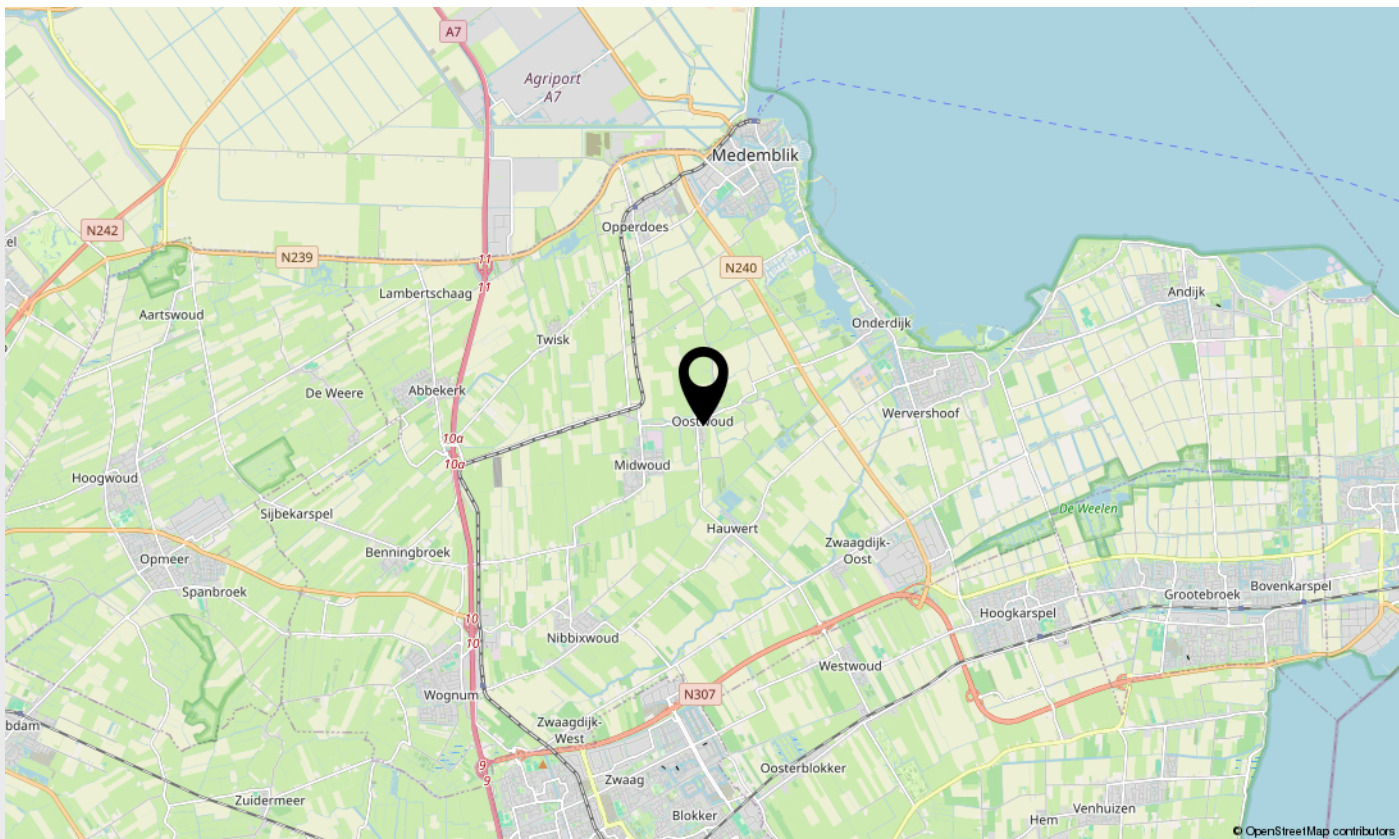 A7
Agriport
A7
Medemblik
N242
Opperdoes
N239
11
11
N240
Lambertschaag
Andijk
Aartswoud
Onderdijk
Twisk
De Weere
Abbekerk
Wervershoof
Oostwoud
10a
10a
Midwoud
Hoogwoud
De Weelen
Sijbekarspel
Hauwert
Benningbroek
Zwaagdijk-
Oost
Opmeer
Spanbroek
Bovenkarspel
Grootebroek
Hoogkarspel
10
10
Nibbixwoud
Westwoud
Wognum
N307
Zwaagdijk-
West
bdam
9
9
Zwaag
Oosterblokker
Zuidermeer
Blokker
Venhuizen
Hem
© OpenStreetMap contributors